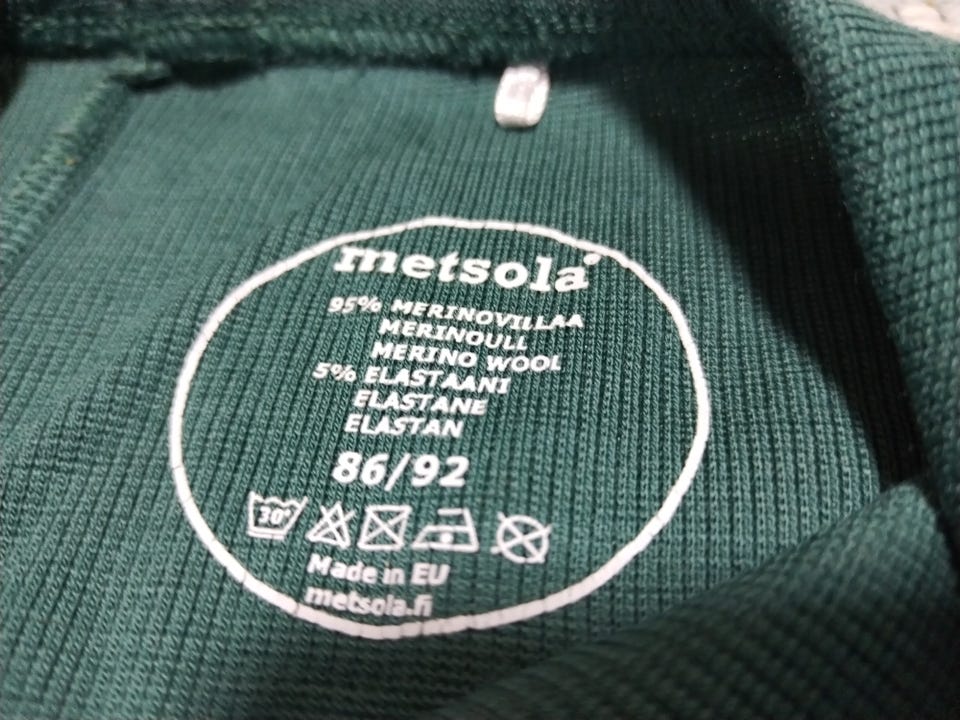 metsola
95% MERINOVILLAA
MERINOULL
MERINO WOOL
5% ELASTAANI
ELASTANE
ELASTAN
86/92
30°
Made in EU
metsola.fi